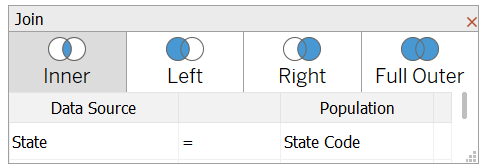 Join
Inner Left Right Full Outer
Data Source Population
State = State Code